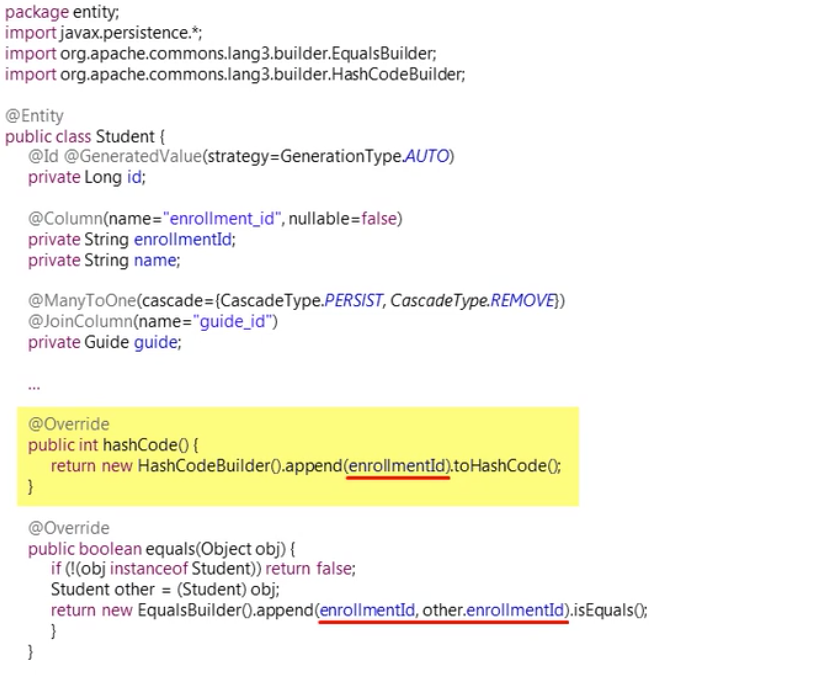 package entity;
import javax.persistence.*;
import org.apache.commons.lang3.builder.EqualsBuilder;
import org.apache.commons.lang3.builder.HashCodeBuilder;
@Entity
public class Student {
@Id @GeneratedValue(strategy=GenerationType.AUTO)
private Long id;
@Column(name="enrollment_id", nullable=false)
private String enrollmentId;
private String name;
@ManyToOne(cascade={CascadeType.PERSIST, CascadeType.REMOVE})
@JoinColumn(name="guide_id")
private Guide guide;
...
@Override
public int hashCode() {
return new HashCodeBuilder().append(enrollmentId).toHashCode();
}
@Override
public boolean equals(Object obj) {
if (!(obj instanceof Student)) return false;
Student other = (Student) obj;
return new EqualsBuilder().append(enrollmentId, other.enrollmentId).isEquals();
}
}